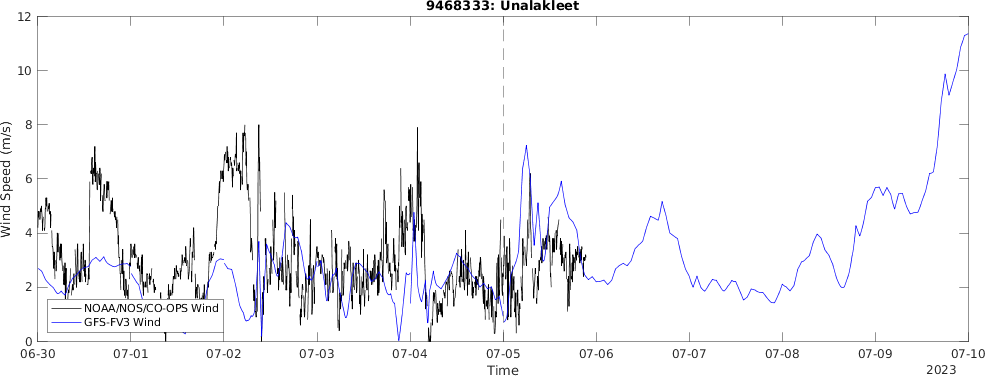 9468333: Unalakleet
Wind Speed (m/s)
12
10
8
6
4
2
0
NOAA/NOS/CO-OPS Wind
GFS-FV3 Wind
06-30 07-01 07-02 07-03 07-04 07-05 07-06 07-07 07-08 07-09 07-10
Time
2023